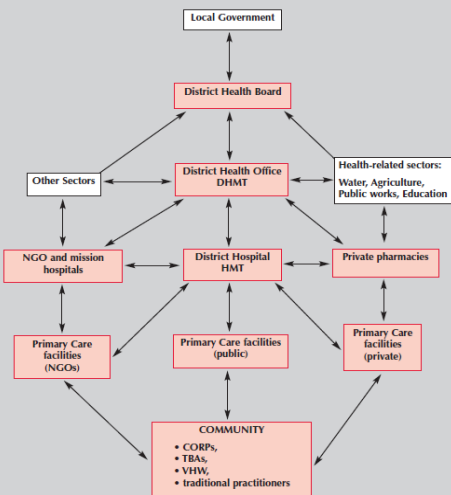 Local Government
District Health Board
District Health Office
DHMT
Other Sectors
Health-related sectors:
Water, Agriculture,
Public works, Education
NGO and mission
hospitals
District Hospital
HMT
Private pharmacies
Primary Care
facilities
(NGOs)
Primary Care facilities
(public)
Primary Care
facilities
(private)
COMMUNITY
• CORPs,
• TBAs,
• VHW,
• traditional practitioners